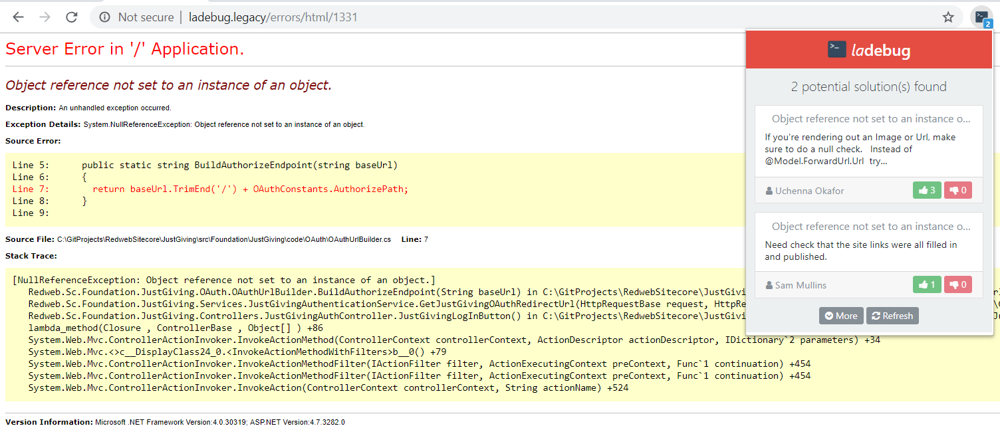 Not secure | ladebug.legacy/errors/html/1331
2
Server Error in '/' Application.
Object reference not set to an instance of an object.
Description: An unhandled exception occurred.
Exception Details: System.NullReferenceException: Object reference not set to an instance of an object.
Source Error:
Line 5:      public static string BuildAuthorizeEndpoint(string baseUrl)
Line 6:      {
Line 7:        return baseUrl.TrimEnd('/') + OAuthConstants.AuthorizePath;
Line 8:      }
Line 9:
Source File: C:\GitProjects\RedwebSitecore\JustGiving\src\Foundation\JustGiving\code\OAuth\OAuthUrlBuilder.cs    Line: 7
Stack Trace:
[NullReferenceException: Object reference not set to an instance of an object.]
   Redweb.Sc.Foundation.JustGiving.OAuth.OAuthUrlBuilder.BuildAuthorizeEndpoint(String baseUrl) in C:\GitProjects\RedwebSitecore\JustGivi
   Redweb.Sc.Foundation.JustGiving.Services.JustGivingAuthenticationService.GetJustGivingOAuthRedirectUrl(HttpRequestBase request, HttpRe
   Redweb.Sc.Foundation.JustGiving.Controllers.JustGivingAuthController.JustGivingLogInButton() in C:\GitProjects\RedwebSitecore\JustGivi
   lambda_method(Closure , ControllerBase , Object[] ) +86
   System.Web.Mvc.ControllerActionInvoker.InvokeActionMethod(ControllerContext controllerContext, ActionDescriptor actionDescriptor, IDictionary`2 parameters) +34
   System.Web.Mvc.<>c__DisplayClass24_0.<InvokeActionMethodWithFilters>b__0() +79
   System.Web.Mvc.ControllerActionInvoker.InvokeActionMethodFilter(IActionFilter filter, ActionExecutingContext preContext, Func`1 continuation) +454
   System.Web.Mvc.ControllerActionInvoker.InvokeActionMethodFilter(IActionFilter filter, ActionExecutingContext preContext, Func`1 continuation) +454
   System.Web.Mvc.ControllerActionInvoker.InvokeAction(ControllerContext controllerContext, String actionName) +524
Version Information: Microsoft .NET Framework Version:4.0.30319; ASP.NET Version:4.7.3282.0
ladebug
2 potential solution(s) found
Object reference not set to an instance o...
If you're rendering out an Image or Url, make
sure to do a null check.   Instead of
@Model.ForwardUrl.Url  try...
Uchenna Okafor 3 0
Object reference not set to an instance o...
Need check that the site links were all filled in
and published.
Sam Mullins 1 0
More Refresh